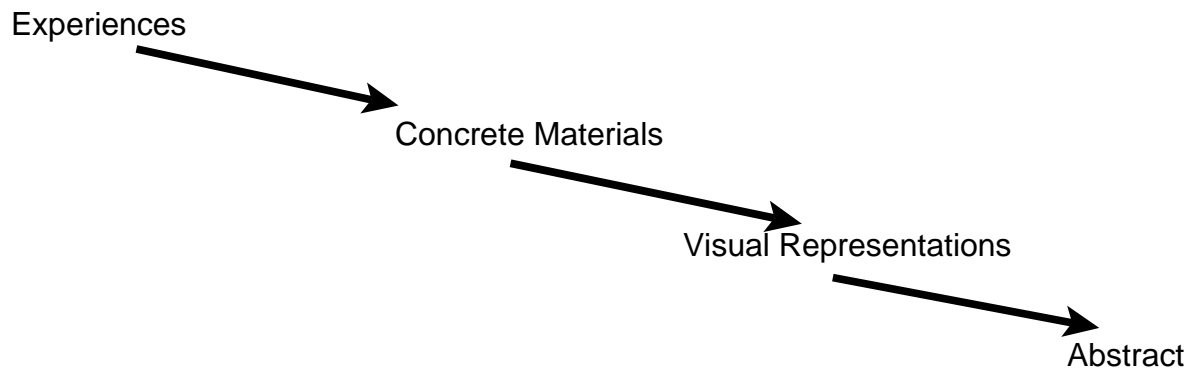 Experiences
Concrete Materials
Visual Representations
Abstract